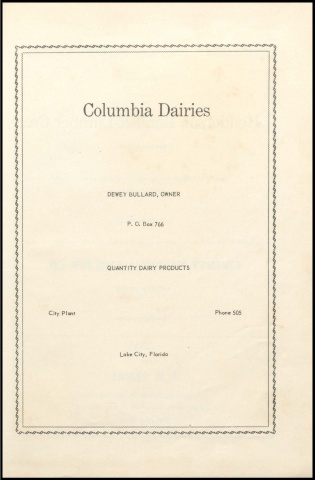 Columbia Dairies
DEWEY BULLARD, OWNER
P. O. Box 766
QUANTITY DAIRY PRODUCTS
City Plant Phone 505
Lake City, Florida